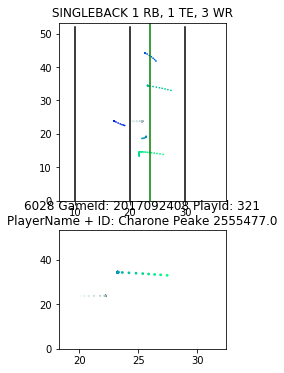 SINGLEBACK 1 RB, 1 TE, 3 WR
50
40
30
20
10
0
10 20 30
6028 GameId: 2017092408 PlayId: 321
PlayerName + ID: Charone Peake 2555477.0
40
20
0
20 25 30